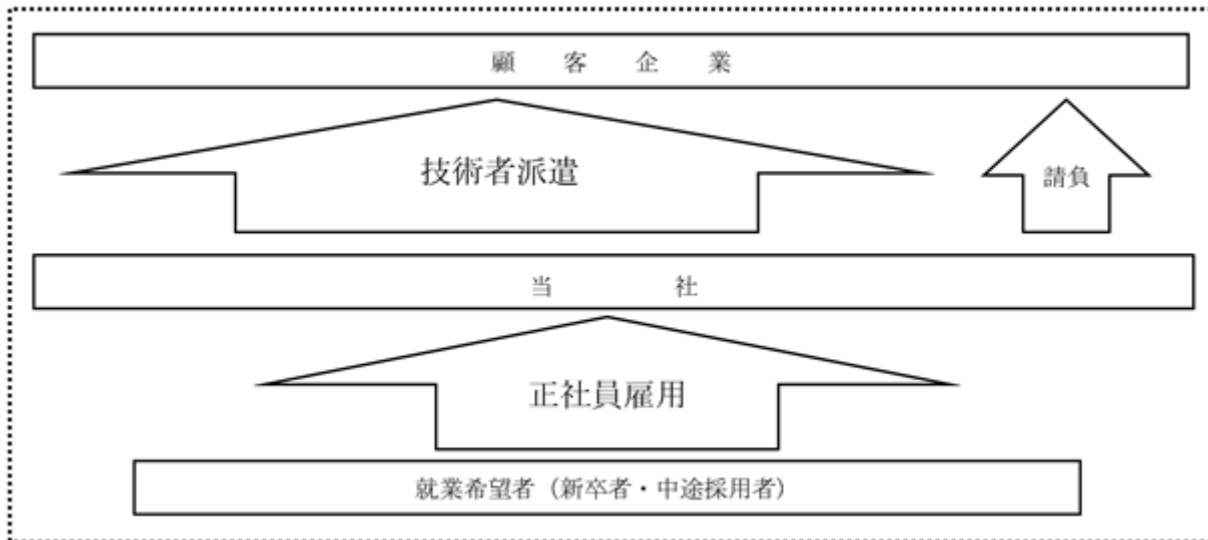 顧客企業
技術者派遣
請負
当社
正社員雇用
就業希望者（新卒者・中途採用者）